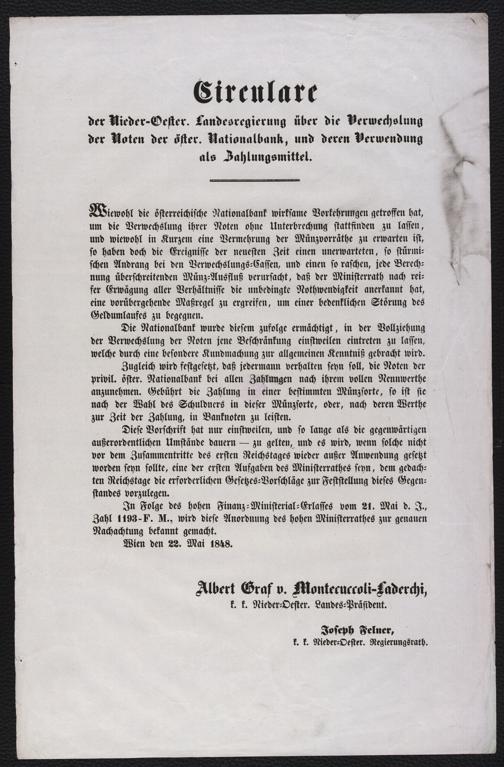 Circulare
der Nieder-Oester. Landesregierung über die Verwechslung
der Noten der öster. Nationalbank, und deren Verwendung
als Zahlungsmittel.
Wiewohl die österreichische Nationalbank wirksame Vorkehrungen getroffen hat,
um die Verwechslung ihrer Noten ohne Unterbrechung stattfinden zu lassen,
und wiewohl in Kurzem eine Vermehrung der Münzvorräthe zu erwarten ist,
so haben doch die Ereignisse der neuesten Zeit einen unerwarteten, so stürmi-
schen Andrang bei den Verwechslungs-Cassen, und einen so raschen, jede Berech-
nung überschreitenden Münz-Ausfluß verursacht, daß der Ministerrath nach rei-
fer Erwägung aller Verhältnisse die unbedingte Nothwendigkeit anerkannt hat,
eine vorübergehende Maßregel zu ergreifen, um einer bedenklichen Störung des
Geldumlaufes zu begegnen.
Die Nationalbank wurde diesem zufolge ermächtigt, in der Vollziehung
der Verwechslung der Noten jene Beschränkung einstweilen eintreten zu lassen,
welche durch eine besondere Kundmachung zur allgemeinen Kenntniß gebracht wird.
Zugleich wird festgesetzt, daß jedermann verhalten seyn soll, die Noten der
privil. öster. Nationalbank bei allen Zahlungen nach ihrem vollen Nennwerthe
anzunehmen. Gebührt die Zahlung in einer bestimmten Münzsorte, so ist sie
nach der Wahl des Schuldners in dieser Münzsorte, oder, nach deren Werthe
zur Zeit der Zahlung, in Banknoten zu leisten.
Diese Vorschrift hat nur einstweilen, und so lange als die gegenwärtigen
außerordentlichen Umstände dauern — zu gelten, und es wird, wenn solche nicht
vor dem Zusammentritte des ersten Reichstages wieder außer Anwendung gesetzt
worden seyn sollte, eine der ersten Aufgaben des Ministerrathes seyn, dem gedach-
ten Reichstage die erforderlichen Gesetzes-Vorschläge zur Feststellung dieses Gegen-
standes vorzulegen.
In Folge des hohen Finanz-Ministerial-Erlasses vom 21. Mai d. J.,
Zahl 1193-F. M., wird diese Anordnung des hohen Ministerrathes zur genauen
Nachachtung bekannt gemacht.
Wien den 22. Mai 1848.
Albert Graf v. Montecuccoli-Laderchi,
k. k. Nieder-Oester. Landes-Präsident.
Joseph Felner,
k. k. Nieder-Oester. Regierungsrath.